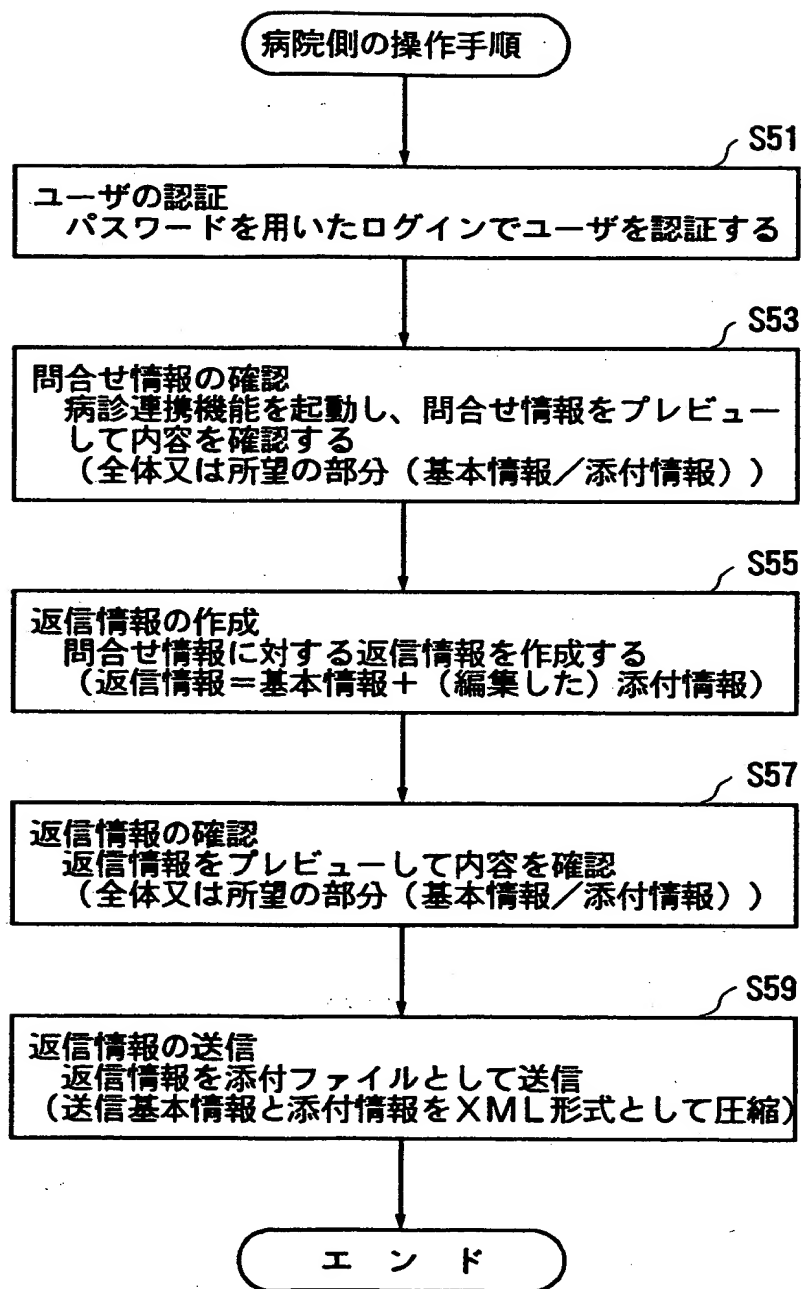 病院側の操作手順
S51
ユーザの認証
パスワードを用いたログインでユーザを認証する
S53
問合せ情報の確認
病診連携機能を起動し、問合せ情報をプレビュー
して内容を確認する
(全体又は所望の部分(基本情報/添付情報))
S55
返信情報の作成
問合せ情報に対する返信情報を作成する
(返信情報=基本情報+(編集した)添付情報)
S57
返信情報の確認
返信情報をプレビューして内容を確認
(全体又は所望の部分(基本情報/添付情報))
S59
返信情報の送信
返信情報を添付ファイルとして送信
(送信基本情報と添付情報をXML形式として圧縮)
エンド